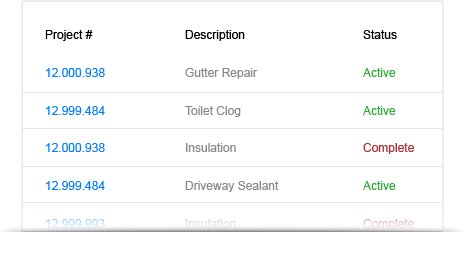 Project # Description Status
12.000.938 Gutter Repair Active
12.999.484 Toilet Clog Active
12.000.938 Insulation Complete
12.999.484 Driveway Sealant Active
12.999.993 Insulation Complete